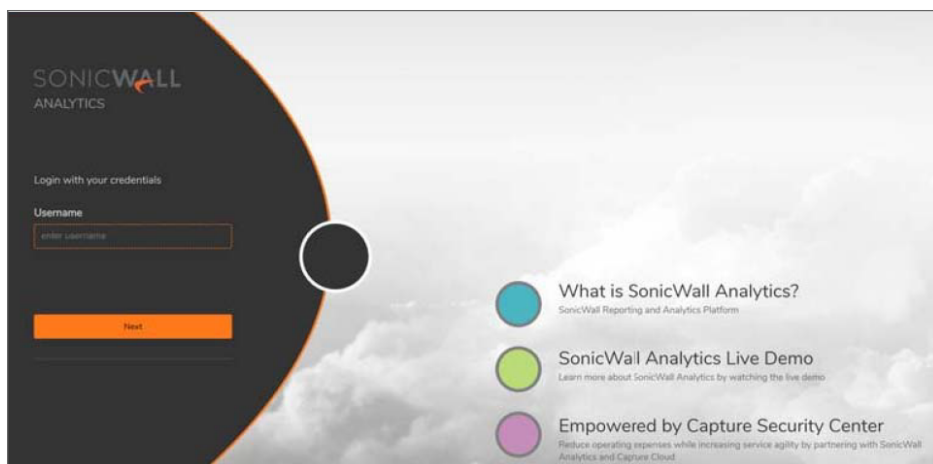 SONICWALL
ANALYTICS
Login with your credentials
Username
enter username
Next
What is SonicWall Analytics?
SonicWall Reporting and Analytics Platform
SonicWall Analytics Live Demo
Learn more about SonicWall Analytics by watching the live demo
Empowered by Capture Security Center
Reduce operating expenses while increasing service agility by partnering with SonicWall
Analytics and Capture Cloud